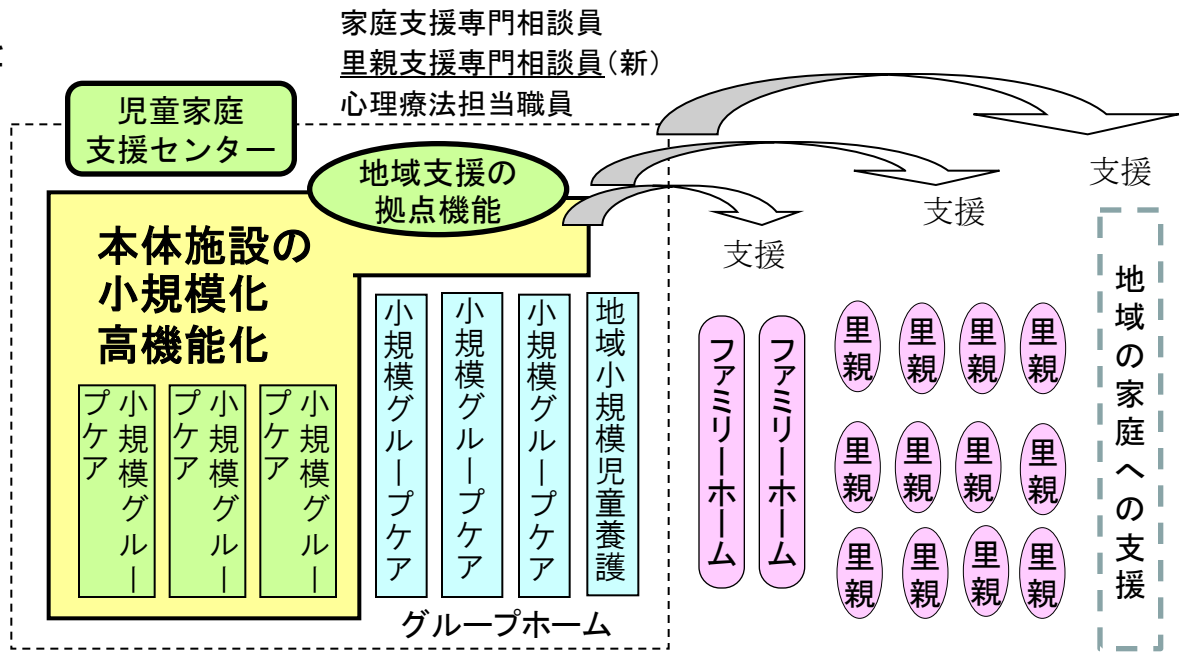 家庭支援専門相談員
里親支援専門相談員(新)
心理療法担当職員
児童家庭
支援センター
地域支援の
拠点機能
本体施設の
小規模化
高機能化
小規模グルー
プケア
小規模グルー
プケア
小規模グルー
プケア
小規模グループケア
小規模グループケア
小規模グループケア
地域小規模児童養護
グループホーム
支援
支援
支援
ファミリーホーム
ファミリーホーム
里親
里親
里親
里親
里親
里親
里親
里親
里親
里親
里親
里親
地域の家庭への支援